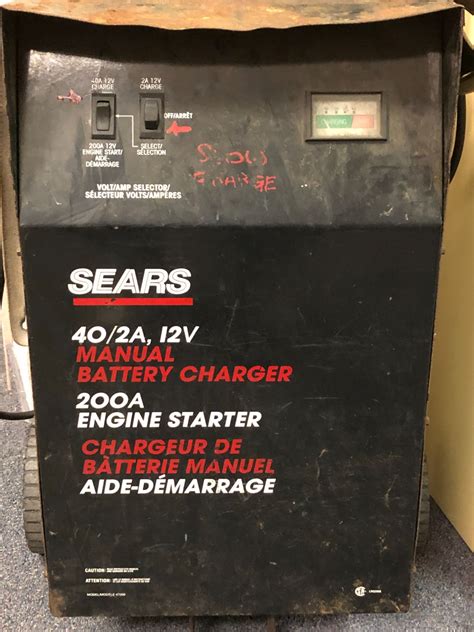 40A 12V
CHARGE
2A 12V
CHARGE
OFF/ARRÊT
200A 12V
ENGINE START/
AIDE-
DÉMARRAGE
SELECT/
SÉLECTION
VOLT/AMP SELECTOR/
SÉLECTEUR VOLTS/AMPÈRES
SLOW
CHARGE
SEARS
40/2A, 12V
MANUAL
BATTERY CHARGER
200A
ENGINE STARTER
CHARGEUR DE
BÀTTERIE MANUEL
AIDE-DÉMARRAGE
CAUTION:
ATTENTION: